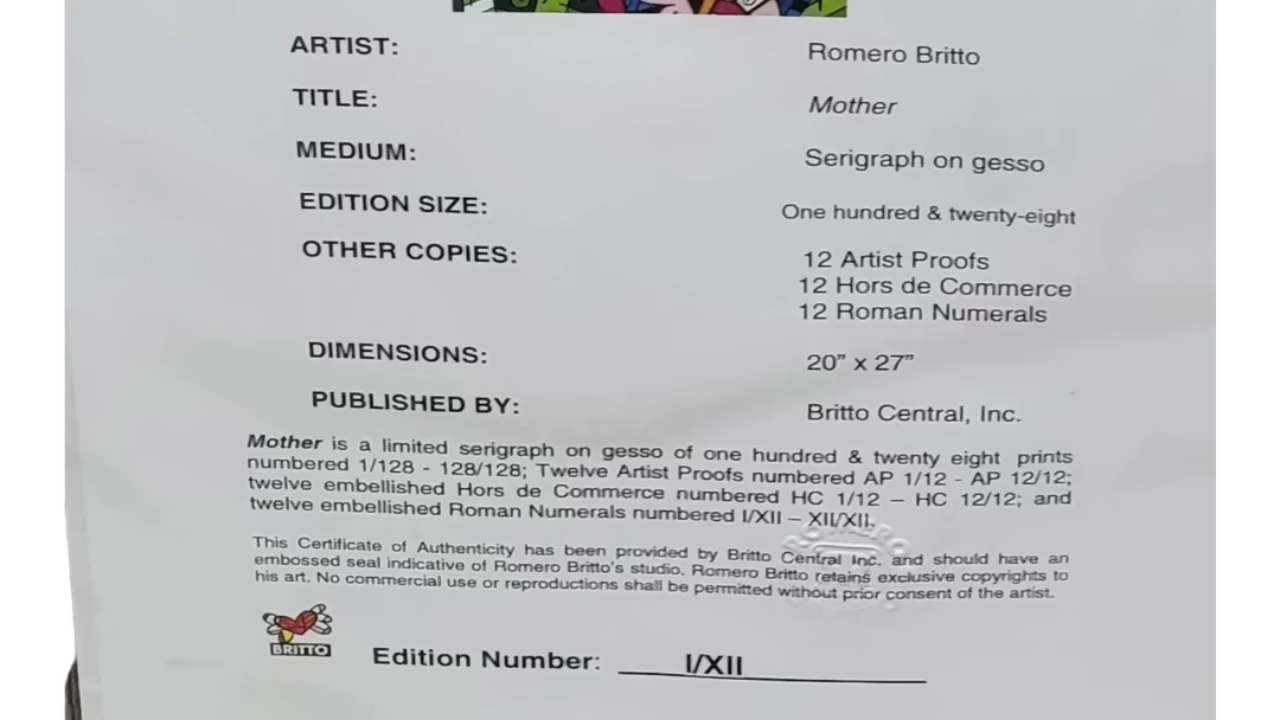 ARTIST: Romero Britto
TITLE: Mother
MEDIUM: Serigraph on gesso
EDITION SIZE: One hundred & twenty-eight
OTHER COPIES: 12 Artist Proofs
12 Hors de Commerce
12 Roman Numerals
DIMENSIONS: 20” x 27”
PUBLISHED BY: Britto Central, Inc.
Mother is a limited serigraph on gesso of one hundred & twenty eight prints
numbered 1/128 - 128/128; Twelve Artist Proofs numbered AP 1/12 - AP 12/12;
twelve embellished Hors de Commerce numbered HC 1/12 – HC 12/12; and
twelve embellished Roman Numerals numbered I/XII – XII/XII.
This Certificate of Authenticity has been provided by Britto Central Inc. and should have an
embossed seal indicative of Romero Britto's studio. Romero Britto retains exclusive copyrights to
his art. No commercial use or reproductions shall be permitted without prior consent of the artist.
BRITTO
Edition Number: I/XII